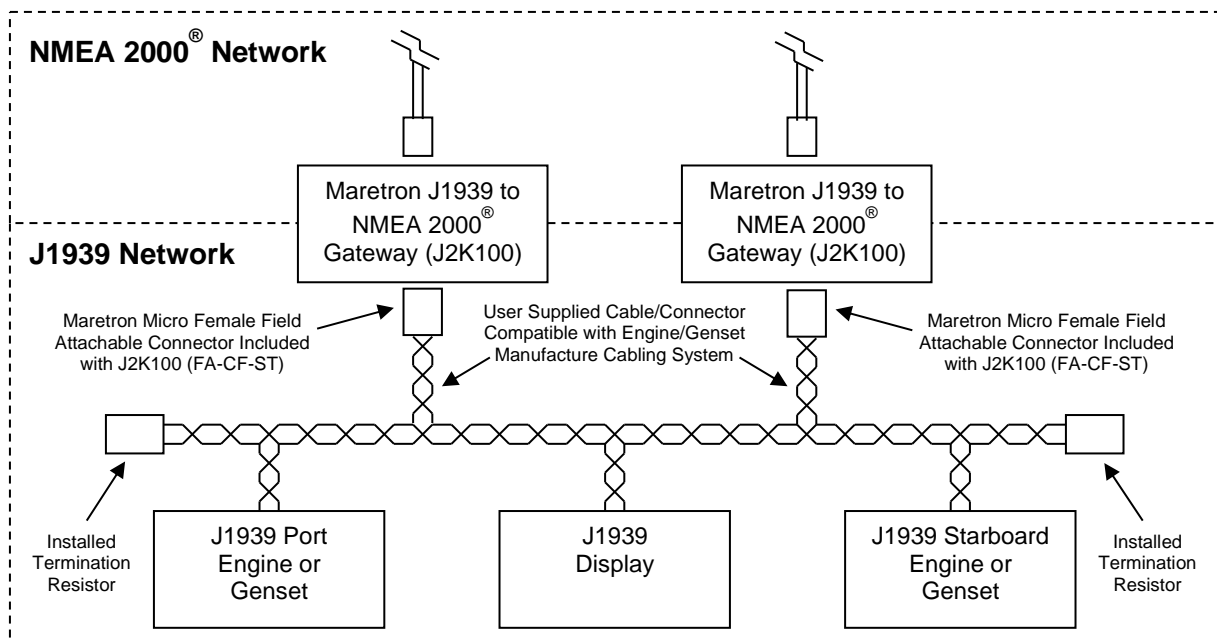 NMEA 2000® Network
Maretron J1939 to
NMEA 2000®
Gateway (J2K100)
Maretron J1939 to
NMEA 2000®
Gateway (J2K100)
J1939 Network
Maretron Micro Female Field
Attachable Connector Included
with J2K100 (FA-CF-ST)
User Supplied Cable/Connector
Compatible with Engine/Genset
Manufacture Cabling System
Maretron Micro Female Field
Attachable Connector Included
with J2K100 (FA-CF-ST)
Installed
Termination
Resistor
J1939 Port
Engine or
Genset
J1939
Display
J1939 Starboard
Engine or
Genset
Installed
Termination
Resistor